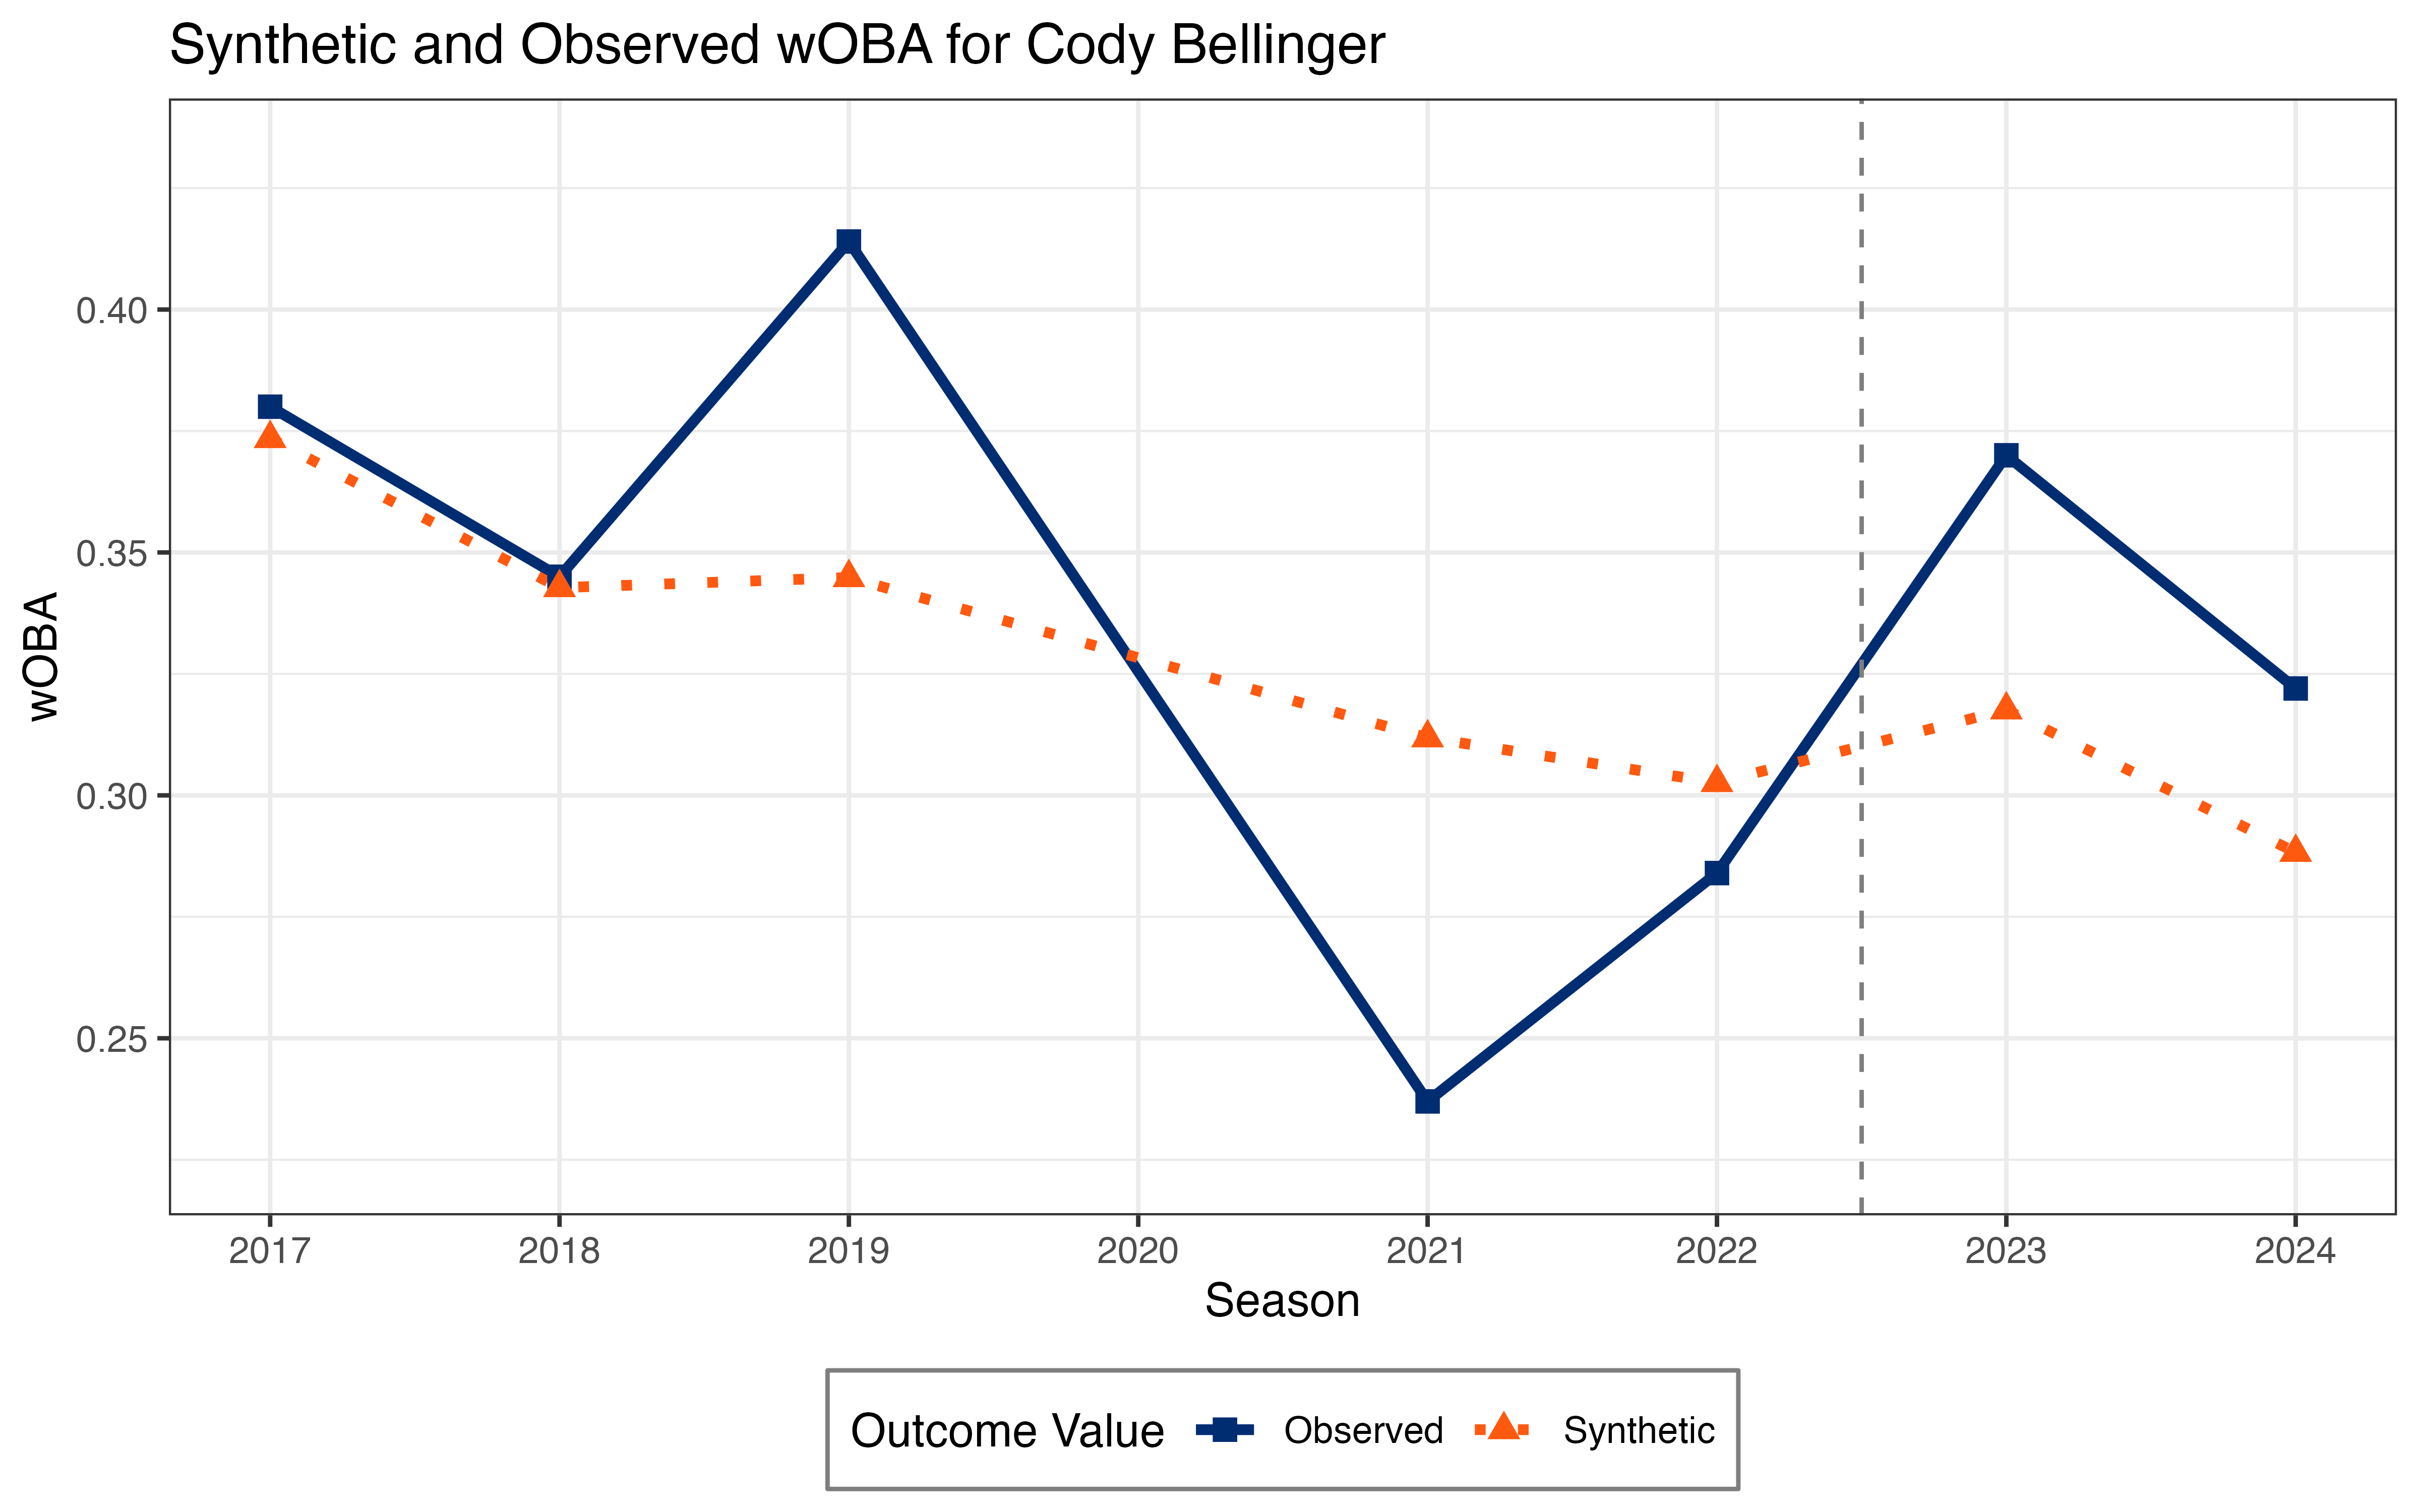 Synthetic and Observed wOBA for Cody Bellinger
wOBA
0.40
0.35
0.30
0.25
2017 2018 2019 2020 2021 2022 2023 2024
Season
Outcome Value Observed Synthetic